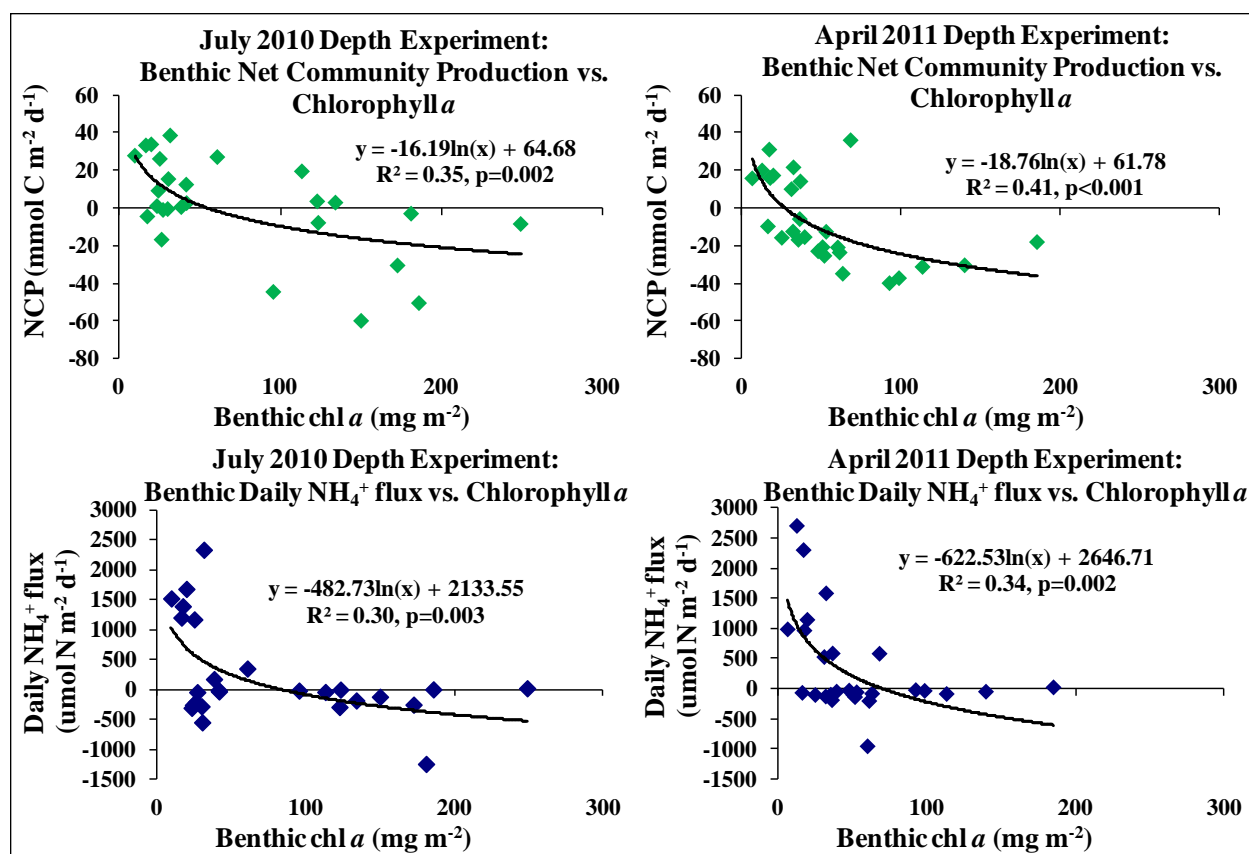 July 2010 Depth Experiment:
Benthic Net Community Production vs.
Chlorophyll a
60
40
20
0
-20
-40
-60
-80
NCP (mmol C m⁻² d⁻¹)
y = -16.19ln(x) + 64.68
R² = 0.35, p=0.002
0 100 200 300
Benthic chl a (mg m⁻²)
April 2011 Depth Experiment:
Benthic Net Community Production vs.
Chlorophyll a
60
40
20
0
-20
-40
-60
-80
NCP (mmol C m⁻² d⁻¹)
y = -18.76ln(x) + 61.78
R² = 0.41, p<0.001
0 100 200 300
Benthic chl a (mg m⁻²)
July 2010 Depth Experiment:
Benthic Daily NH₄⁺ flux vs. Chlorophyll a
3000
2500
2000
1500
1000
500
0
-500
-1000
-1500
Daily NH₄⁺ flux
(umol N m⁻² d⁻¹)
y = -482.73ln(x) + 2133.55
R² = 0.30, p=0.003
0 100 200 300
Benthic chl a (mg m⁻²)
April 2011 Depth Experiment:
Benthic Daily NH₄⁺ flux vs. Chlorophyll a
3000
2500
2000
1500
1000
500
0
-500
-1000
-1500
Daily NH₄⁺ flux
(umol N m⁻² d⁻¹)
y = -622.53ln(x) + 2646.71
R² = 0.34, p=0.002
0 100 200 300
Benthic chl a (mg m⁻²)